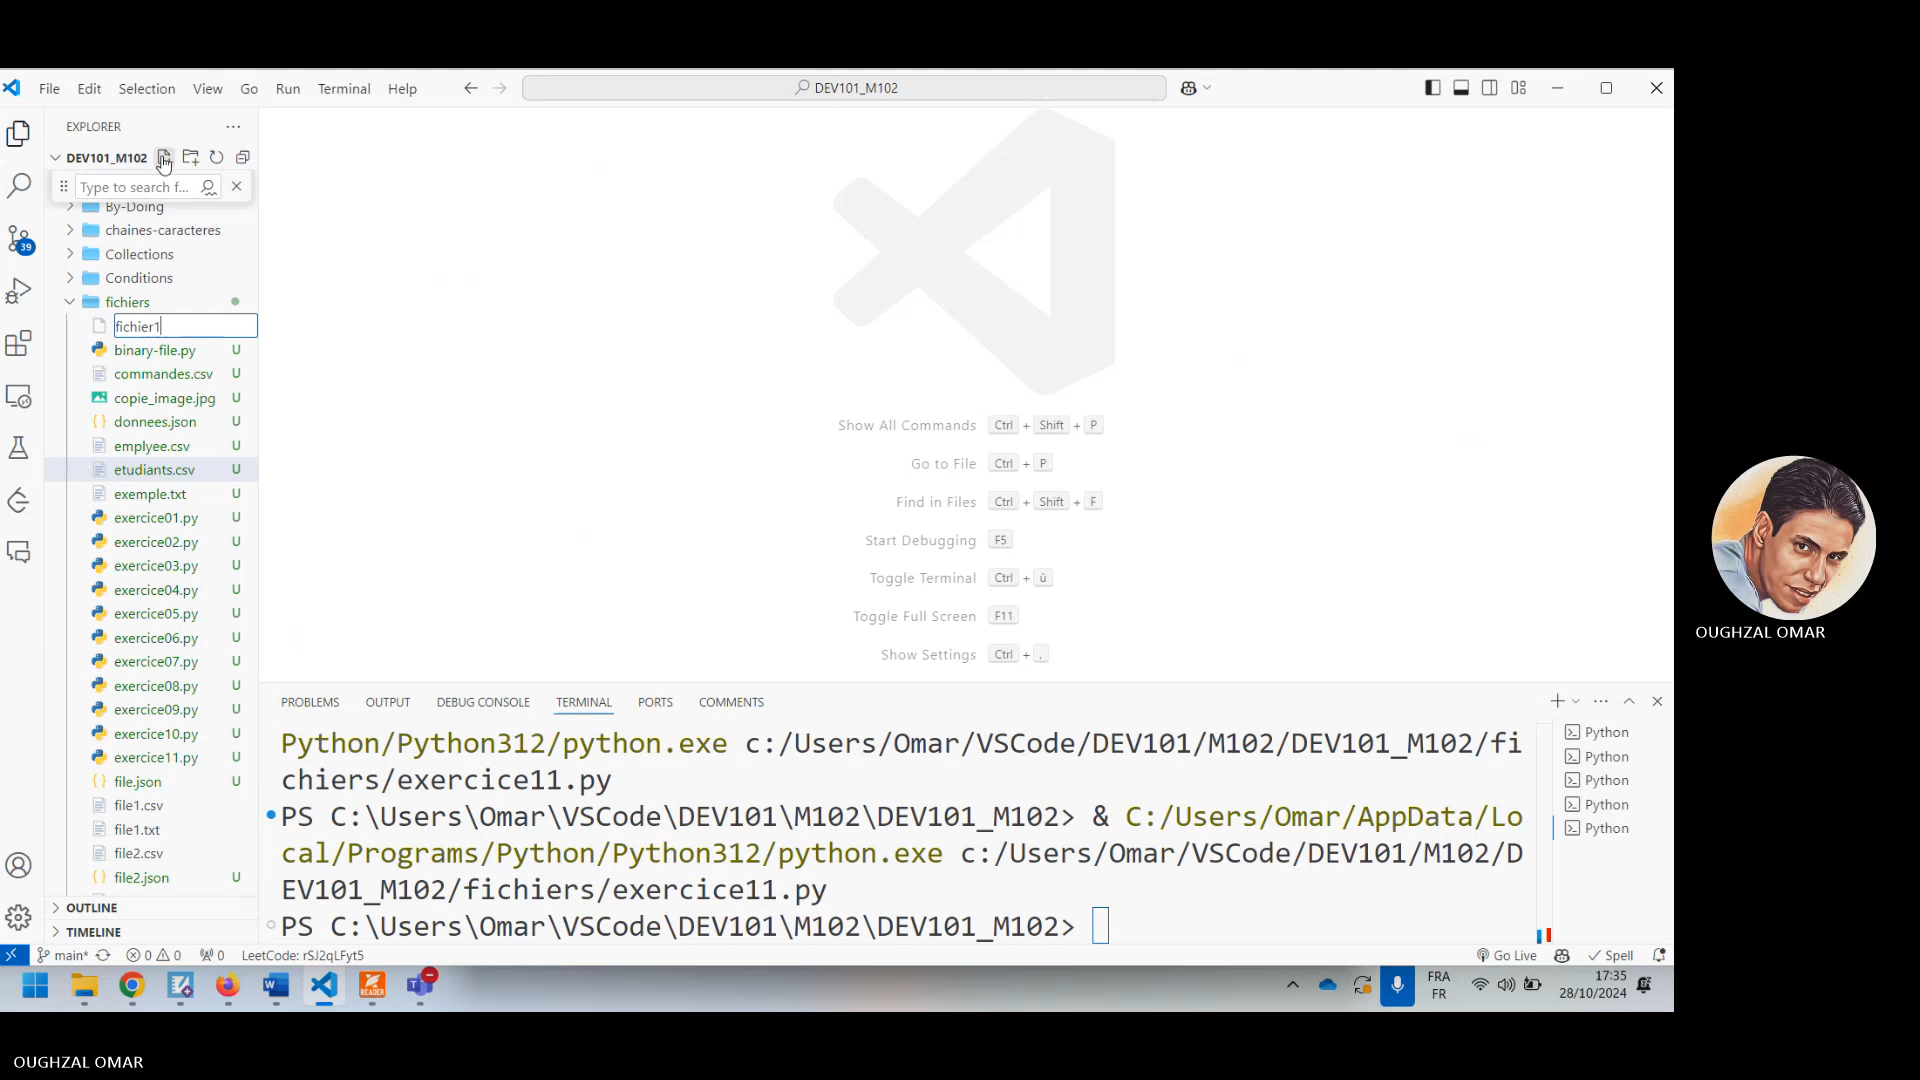 File Edit Selection View Go Run Terminal Help
DEV101_M102
EXPLORER
DEV101_M102
Type to search f...
By-Doing
chaines-caracteres
Collections
Conditions
fichiers
fichier1
binary-file.py U
commandes.csv U
copie_image.jpg U
donnees.json U
emplyee.csv U
etudiants.csv U
exemple.txt U
exercice01.py U
exercice02.py U
exercice03.py U
exercice04.py U
exercice05.py U
exercice06.py U
exercice07.py U
exercice08.py U
exercice09.py U
exercice10.py U
exercice11.py U
file.json U
file1.csv
file1.txt
file2.csv
file2.json U
OUTLINE
TIMELINE
39
Show All Commands Ctrl + Shift + P
Go to File Ctrl + P
Find in Files Ctrl + Shift + F
Start Debugging F5
Toggle Terminal Ctrl + ù
Toggle Full Screen F11
Show Settings Ctrl + ,
PROBLEMS OUTPUT DEBUG CONSOLE TERMINAL PORTS COMMENTS
Python/Python312/python.exe c:/Users/Omar/VSCode/DEV101/M102/DEV101_M102/fi
chiers/exercice11.py
PS C:\Users\Omar\VSCode\DEV101\M102\DEV101_M102> & C:/Users/Omar/AppData/Lo
cal/Programs/Python/Python312/python.exe c:/Users/Omar/VSCode/DEV101/M102/D
EV101_M102/fichiers/exercice11.py
PS C:\Users\Omar\VSCode\DEV101\M102\DEV101_M102>
Python
Python
Python
Python
Python
main* 0 0 0 LeetCode: rSJ2qLFyt5
Go Live Spell
READER
FRA
FR
17:35
28/10/2024
OUGHZAL OMAR
OUGHZAL OMAR